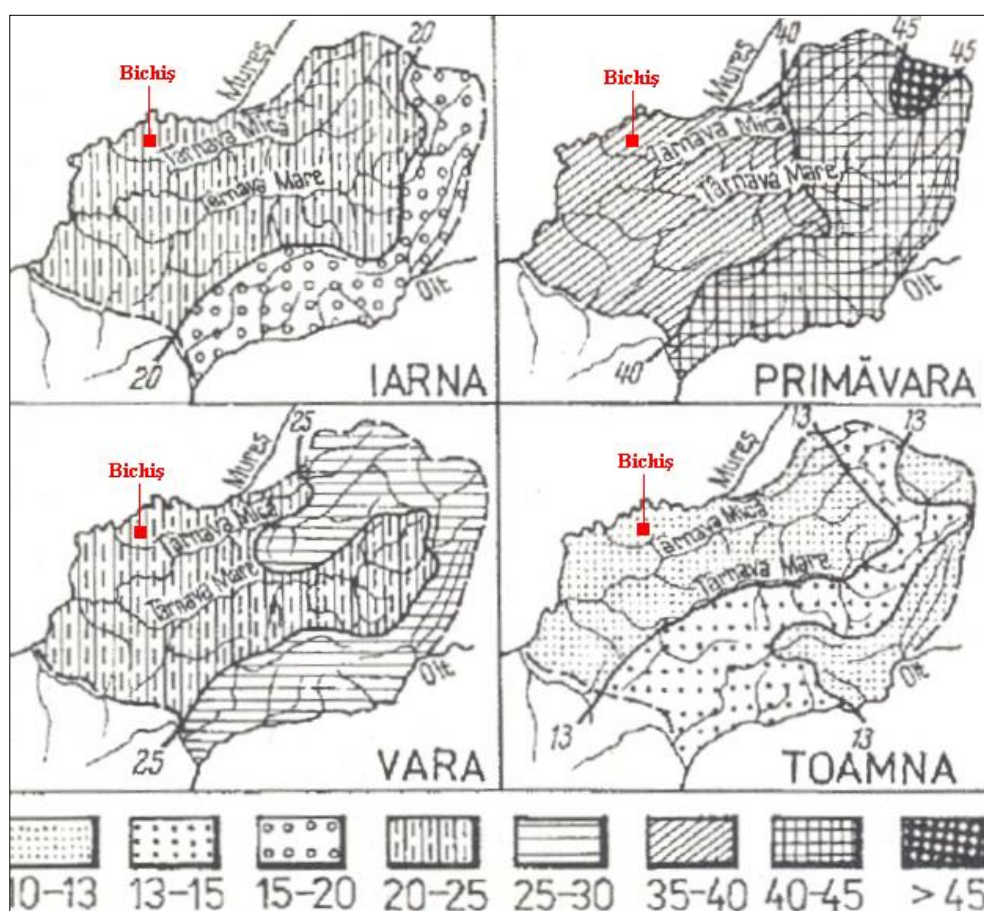 20
Bichiş
Mureş
Târnava Mică
Târnava Mare
Olt
20
IARNA
40
45
45
Bichiş
Mureş
Târnava Mică
Târnava Mare
Olt
40
PRIMĂVARA
25
Bichiş
Mureş
Târnava Mică
Târnava Mare
Olt
25
VARA
13
13
Bichiş
Mureş
Târnava Mică
Târnava Mare
Olt
13
13
TOAMNA
10-13 13-15 15-20 20-25 25-30 35-40 40-45 >45